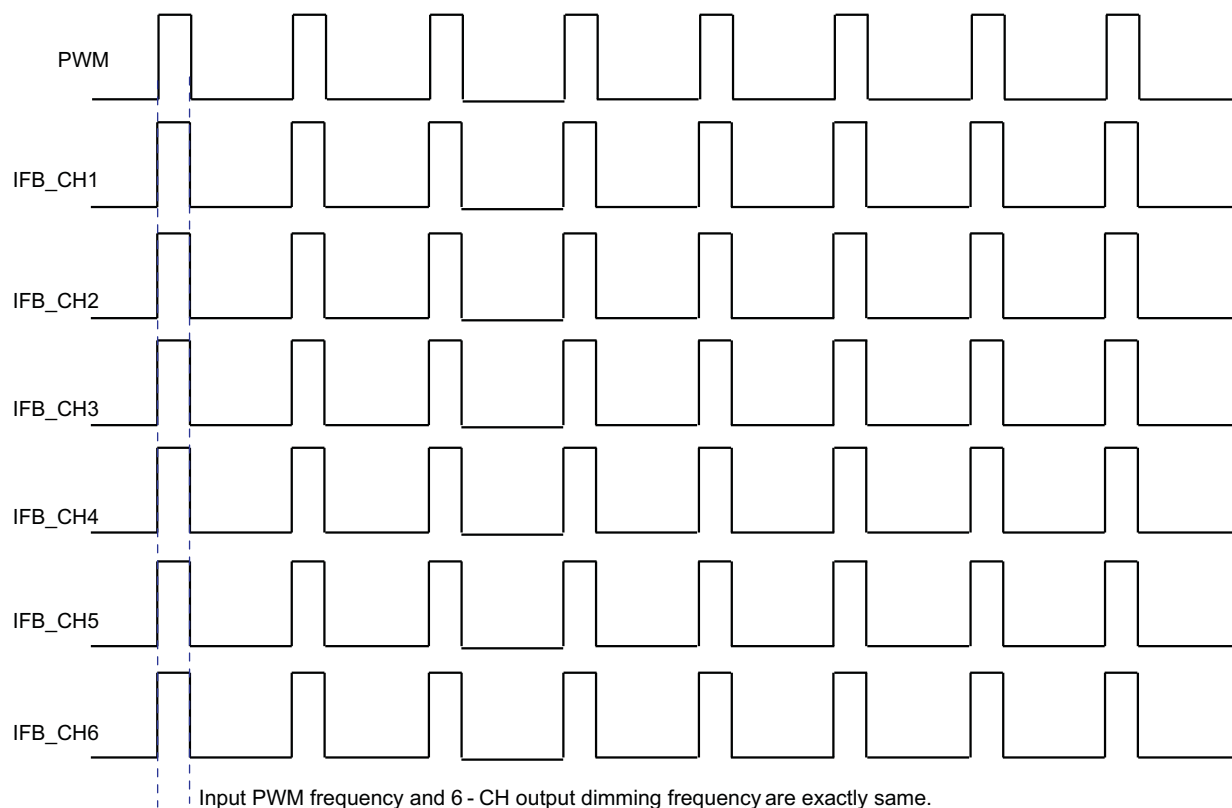 PWM
IFB_CH1
IFB_CH2
IFB_CH3
IFB_CH4
IFB_CH5
IFB_CH6
Input PWM frequency and 6 - CH output dimming frequency are exactly same.